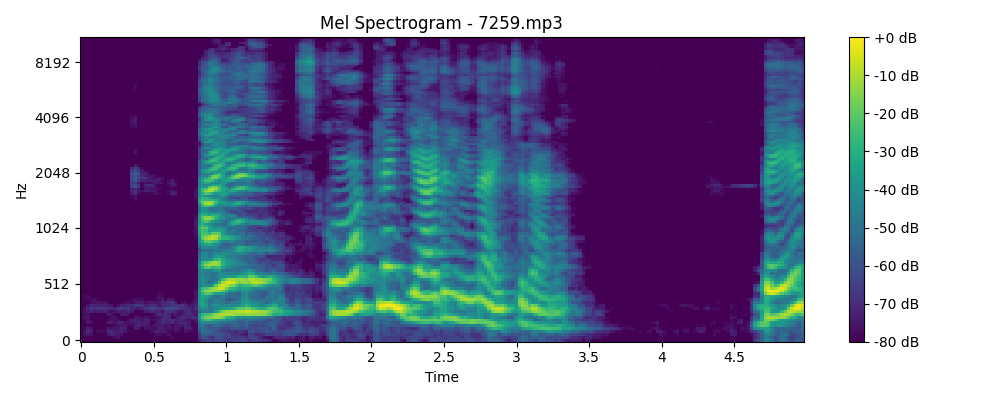 Mel Spectrogram - 7259.mp3
Hz
8192
4096
2048
1024
512
0
0 0.5 1 1.5 2 2.5 3 3.5 4 4.5
Time
+0 dB
-10 dB
-20 dB
-30 dB
-40 dB
-50 dB
-60 dB
-70 dB
-80 dB